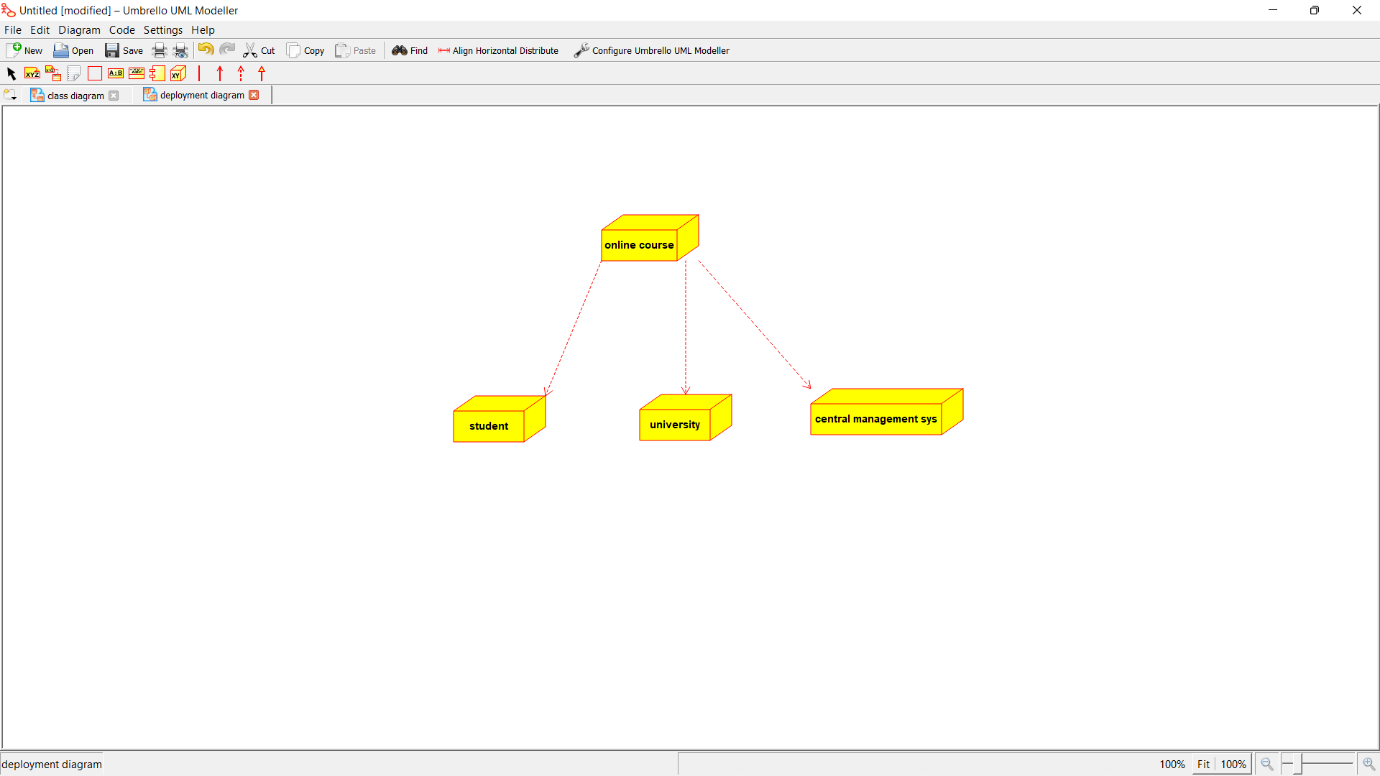 Untitled [modified] – Umbrello UML Modeller
File Edit Diagram Code Settings Help
New Open Save Cut Copy Paste Find Align Horizontal Distribute Configure Umbrello UML Modeller
XYZ A↕B XY
class diagram deployment diagram
online course
student university central management sys
deployment diagram 100% Fit 100%